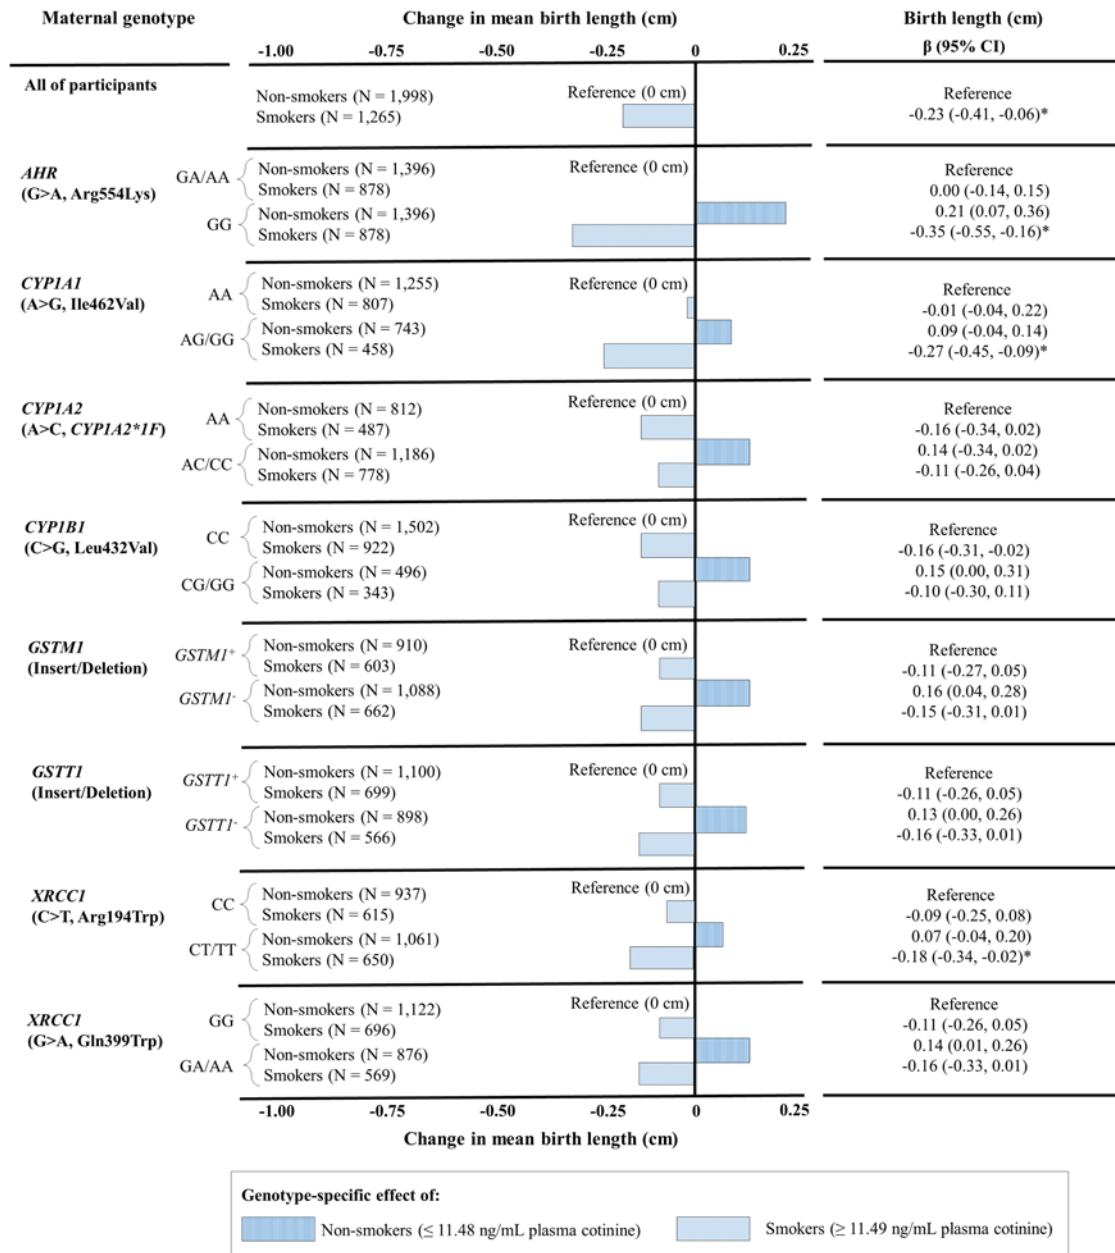 Maternal genotype Change in mean birth length (cm) Birth length (cm)
-1.00 -0.75 -0.50 -0.25 0 0.25 β (95% CI)
All of participants
Non-smokers (N = 1,998) Reference (0 cm) Reference
Smokers (N = 1,265) -0.23 (-0.41, -0.06)*
AHR
(G>A, Arg554Lys)
GA/AA
Non-smokers (N = 1,396) Reference (0 cm) Reference
Smokers (N = 878) 0.00 (-0.14, 0.15)
GG
Non-smokers (N = 1,396) 0.21 (0.07, 0.36)
Smokers (N = 878) -0.35 (-0.55, -0.16)*
CYP1A1
(A>G, Ile462Val)
AA
Non-smokers (N = 1,255) Reference (0 cm) Reference
Smokers (N = 807) -0.01 (-0.04, 0.22)
AG/GG
Non-smokers (N = 743) 0.09 (-0.04, 0.14)
Smokers (N = 458) -0.27 (-0.45, -0.09)*
CYP1A2
(A>C, CYP1A2*1F)
AA
Non-smokers (N = 812) Reference (0 cm) Reference
Smokers (N = 487) -0.16 (-0.34, 0.02)
AC/CC
Non-smokers (N = 1,186) 0.14 (-0.34, 0.02)
Smokers (N = 778) -0.11 (-0.26, 0.04)
CYP1B1
(C>G, Leu432Val)
CC
Non-smokers (N = 1,502) Reference (0 cm) Reference
Smokers (N = 922) -0.16 (-0.31, -0.02)
CG/GG
Non-smokers (N = 496) 0.15 (0.00, 0.31)
Smokers (N = 343) -0.10 (-0.30, 0.11)
GSTM1
(Insert/Deletion)
GSTM1+
Non-smokers (N = 910) Reference (0 cm) Reference
Smokers (N = 603) -0.11 (-0.27, 0.05)
GSTM1-
Non-smokers (N = 1,088) 0.16 (0.04, 0.28)
Smokers (N = 662) -0.15 (-0.31, 0.01)
GSTT1
(Insert/Deletion)
GSTT1+
Non-smokers (N = 1,100) Reference (0 cm) Reference
Smokers (N = 699) -0.11 (-0.26, 0.05)
GSTT1-
Non-smokers (N = 898) 0.13 (0.00, 0.26)
Smokers (N = 566) -0.16 (-0.33, 0.01)
XRCC1
(C>T, Arg194Trp)
CC
Non-smokers (N = 937) Reference (0 cm) Reference
Smokers (N = 615) -0.09 (-0.25, 0.08)
CT/TT
Non-smokers (N = 1,061) 0.07 (-0.04, 0.20)
Smokers (N = 650) -0.18 (-0.34, -0.02)*
XRCC1
(G>A, Gln399Trp)
GG
Non-smokers (N = 1,122) Reference (0 cm) Reference
Smokers (N = 696) -0.11 (-0.26, 0.05)
GA/AA
Non-smokers (N = 876) 0.14 (0.01, 0.26)
Smokers (N = 569) -0.16 (-0.33, 0.01)
-1.00 -0.75 -0.50 -0.25 0 0.25
Change in mean birth length (cm)
Genotype-specific effect of:
Non-smokers (≤ 11.48 ng/mL plasma cotinine) Smokers (≥ 11.49 ng/mL plasma cotinine)